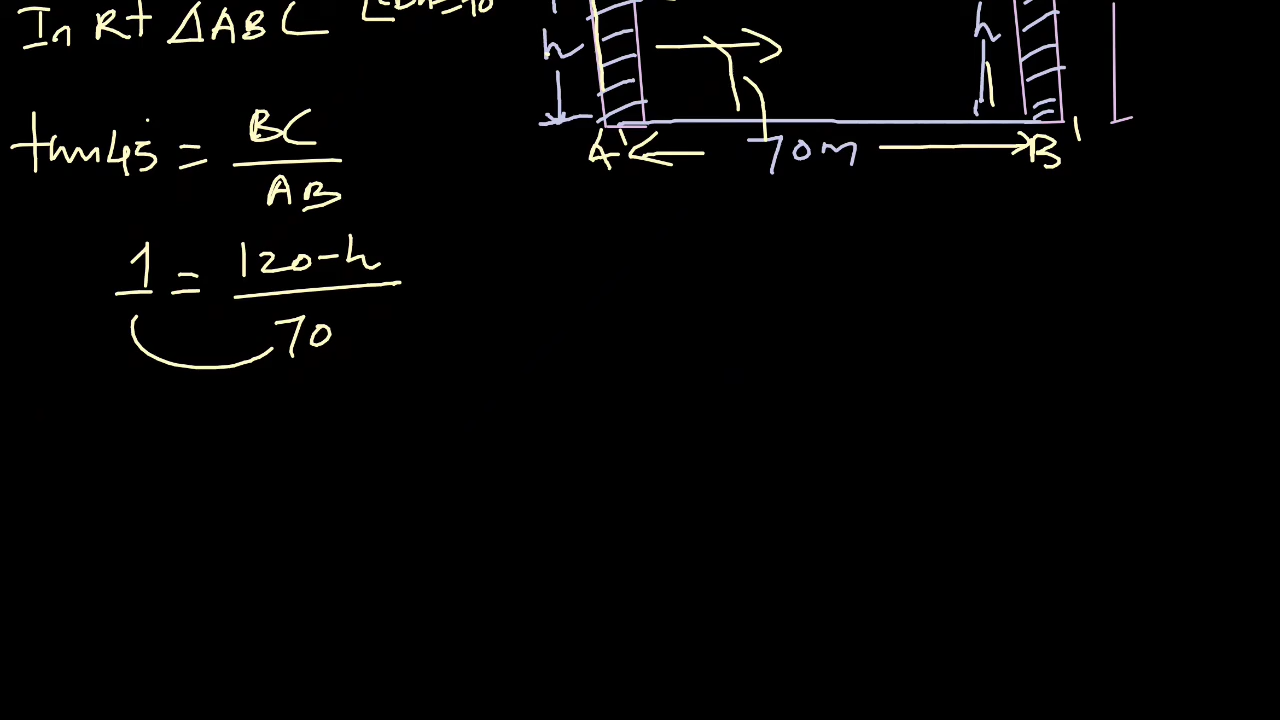 In Rt △ABC
tan45 = BC
AB
1 = 120-h
70
h
h
A' 70m B'